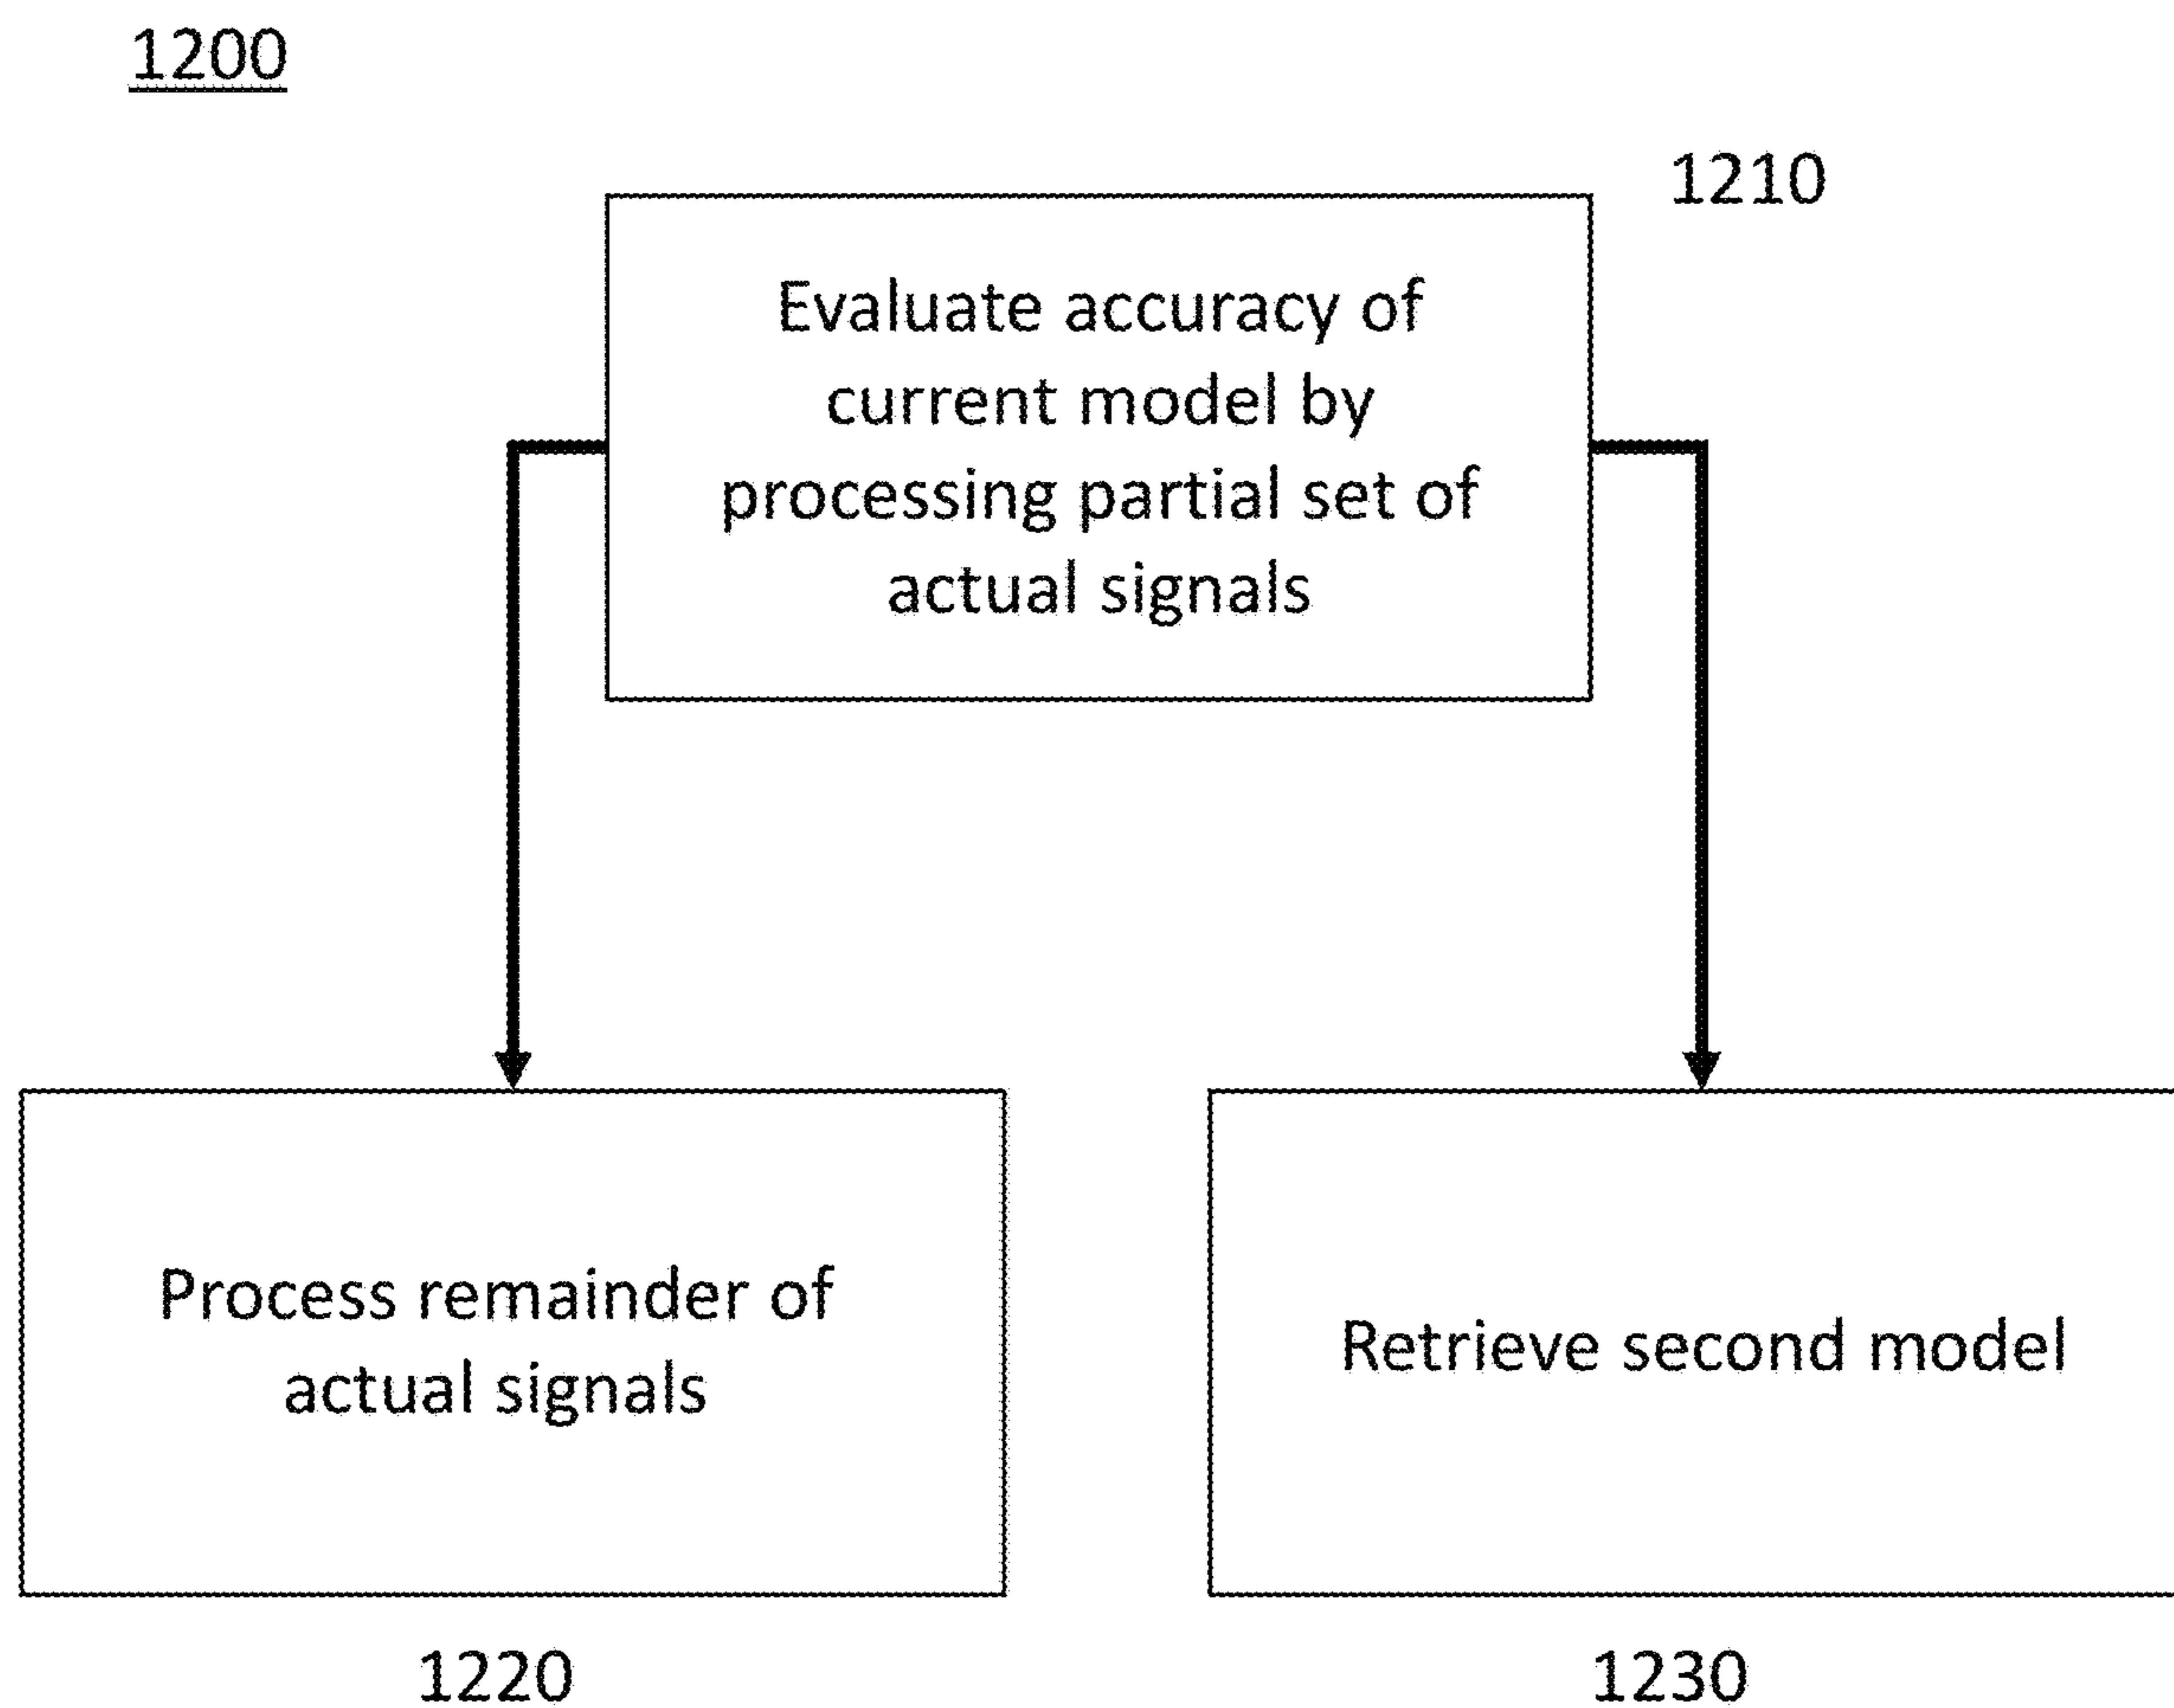 1200
1210
Evaluate accuracy of
current model by
processing partial set of
actual signals
Process remainder of
actual signals
Retrieve second model
1220
1230